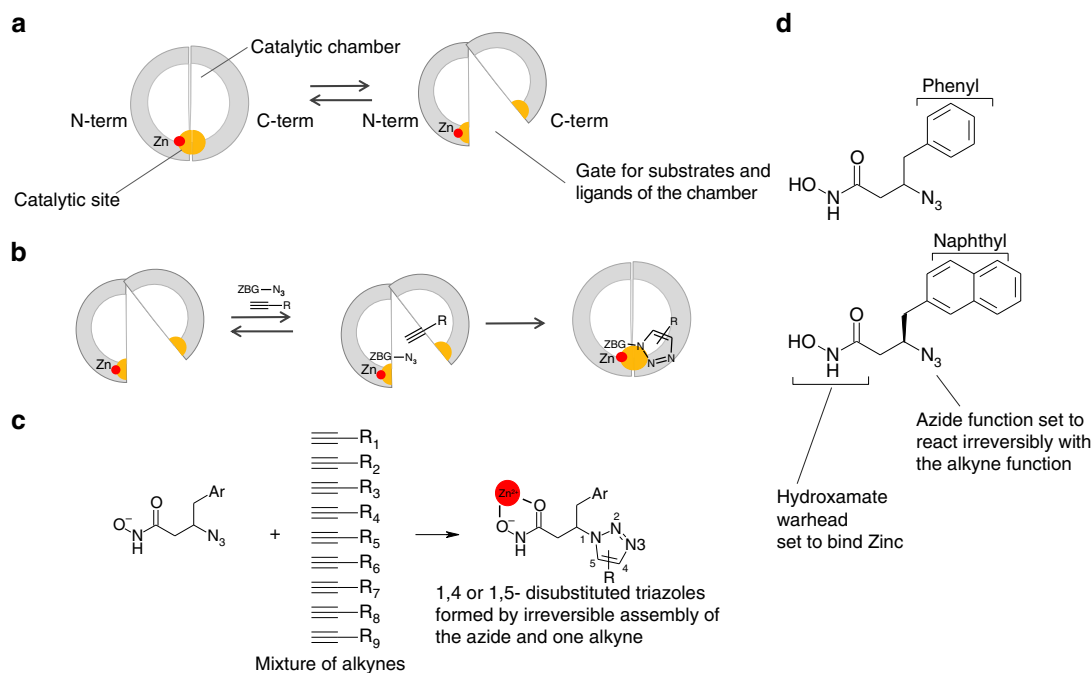 a
Catalytic chamber
N-term
Zn
C-term
Catalytic site
N-term
Zn
C-term
Gate for substrates and
ligands of the chamber
b
Zn
ZBG—N3
R
R
ZBG—N3
Zn
R
ZBG
N
N
N
Zn
c
O
Ar
O−
N
H
N3
+
R1
R2
R3
R4
R5
R6
R7
R8
R9
Mixture of alkynes
Zn2+
O
Ar
O−
NH
1
N
2
N
N3
5
4
R
1,4 or 1,5- disubstituted triazoles
formed by irreversible assembly of
the azide and one alkyne
d
Phenyl
O
HO
N
H
N3
Naphthyl
O
HO
N
H
N3
Azide function set to
react irreversibly with
the alkyne function
Hydroxamate
warhead
set to bind Zinc